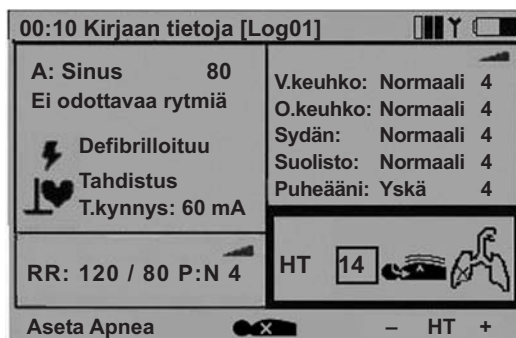 00:10 Kirjaan tietoja [Log01]
A: Sinus 80
Ei odottavaa rytmiä
Defibrilloituu
Tahdistus
T.kynnys: 60 mA
RR: 120 / 80 P:N 4
V.keuhko: Normaali 4
O.keuhko: Normaali 4
Sydän: Normaali 4
Suolisto: Normaali 4
Puheääni: Yskä 4
HT 14
Aseta Apnea – HT +